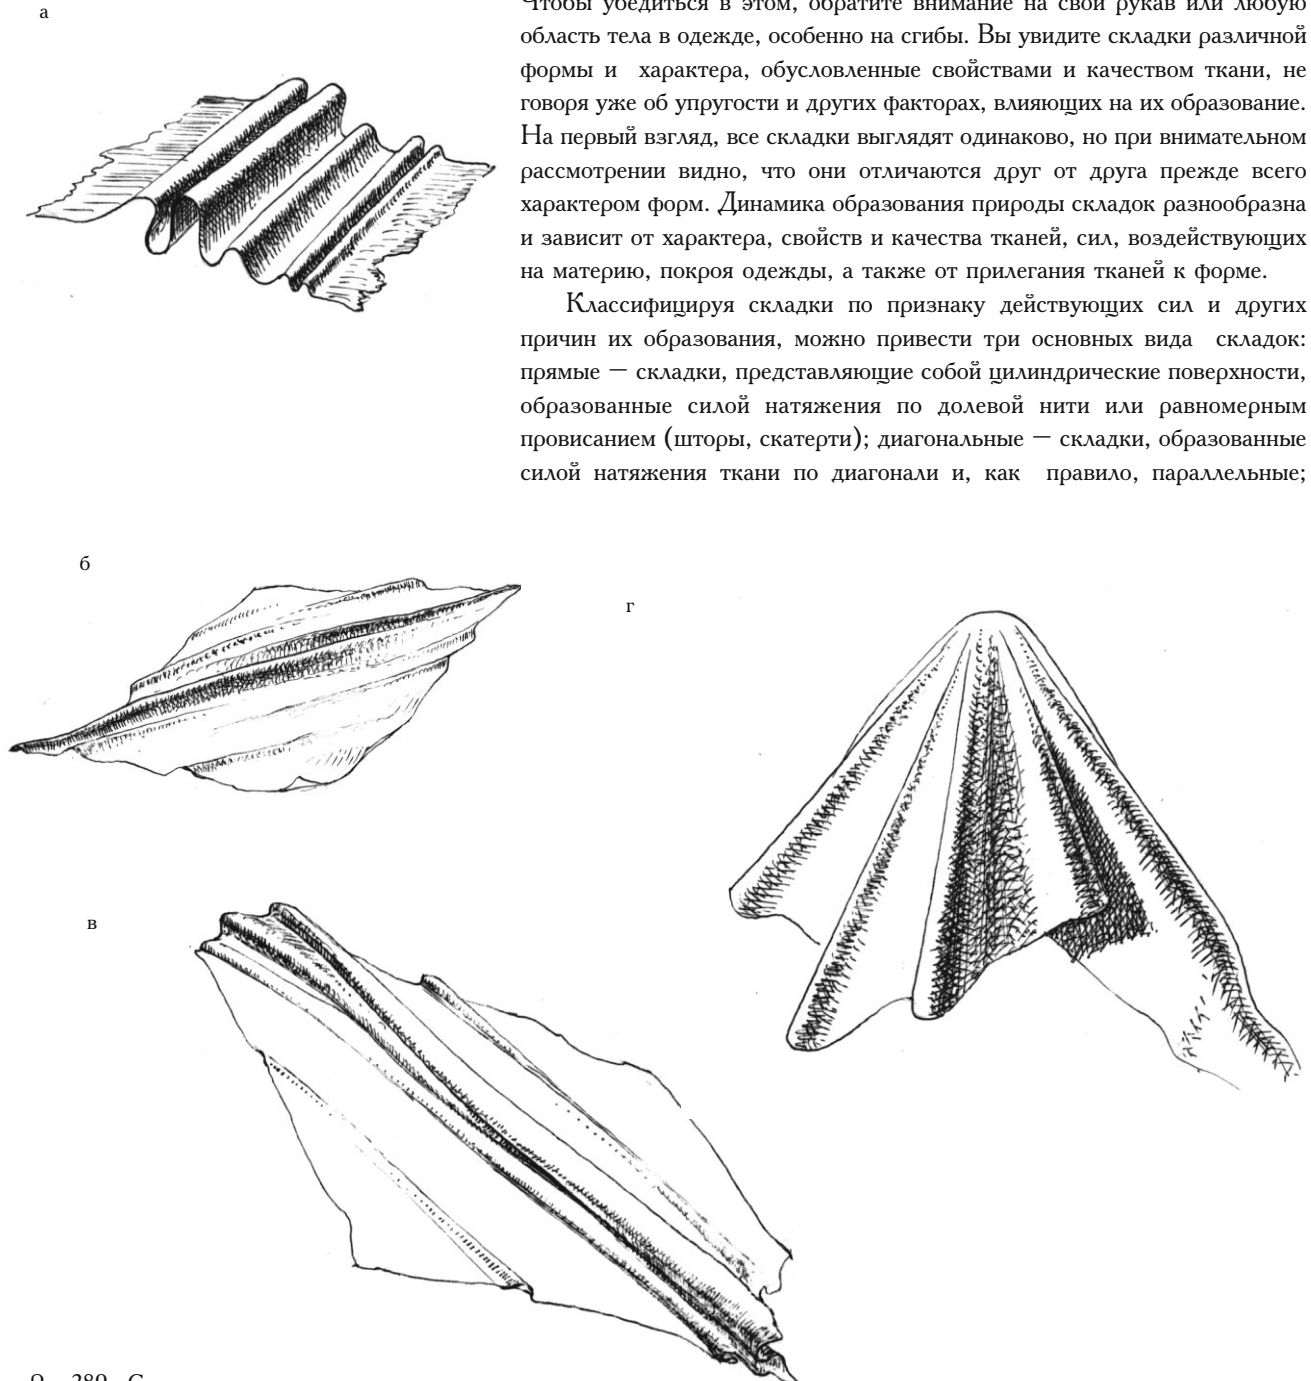 а
Чтобы убедиться в этом, обратите внимание на свой рукав или любую
область тела в одежде, особенно на сгибы. Вы увидите складки различной
формы и характера, обусловленные свойствами и качеством ткани, не
говоря уже об упругости и других факторах, влияющих на их образование.
На первый взгляд, все складки выглядят одинаково, но при внимательном
рассмотрении видно, что они отличаются друг от друга прежде всего
характером форм. Динамика образования природы складок разнообразна
и зависит от характера, свойств и качества тканей, сил, воздействующих
на материю, покроя одежды, а также от прилегания тканей к форме.
Классифицируя складки по признаку действующих сил и других
причин их образования, можно привести три основных вида складок:
прямые — складки, представляющие собой цилиндрические поверхности,
образованные силой натяжения по долевой нити или равномерным
провисанием (шторы, скатерти); диагональные — складки, образованные
силой натяжения ткани по диагонали и, как правило, параллельные;
б
г
в